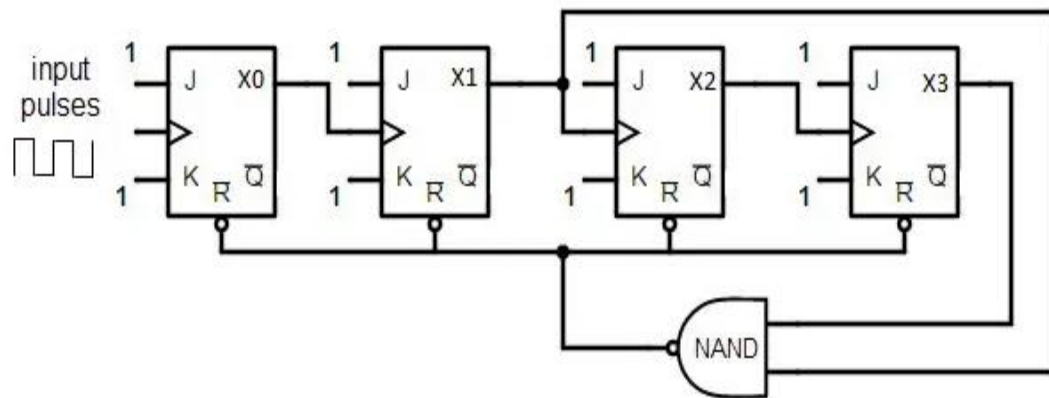 input
pulses
1
J
X0
1
K
R̅
Q̅
1
J
X1
1
K
R̅
Q̅
1
J
X2
1
K
R̅
Q̅
1
J
X3
1
K
R̅
Q̅
NAND